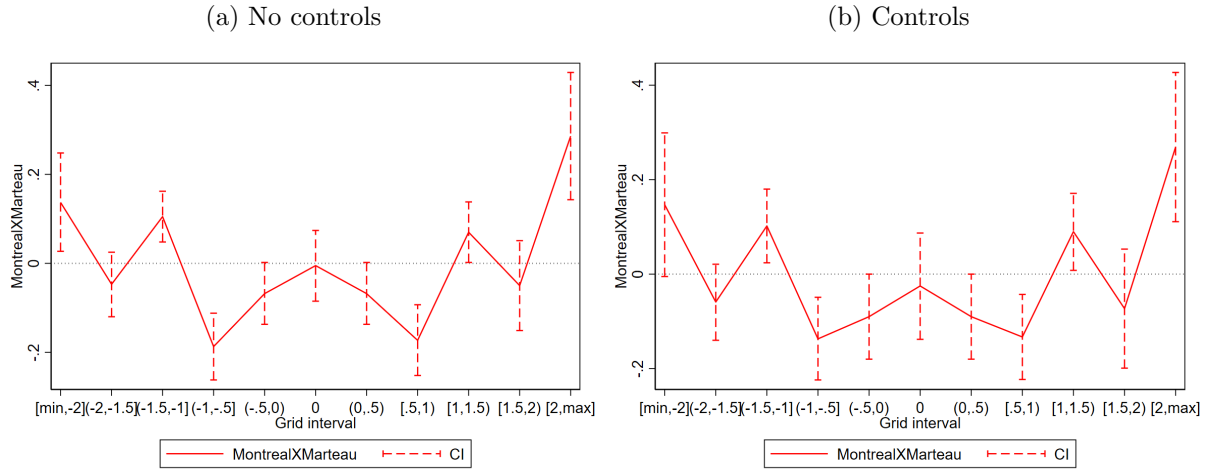 (a) No controls
.4
.2
0
-.2
MontrealXMarteau
[min,-2]
(-2,-1.5)
(-1.5,-1]
(-1,-.5]
(-5,0)
0
(0,.5)
[.5,1)
[1,1.5)
[1.5,2)
[2,max]
Grid interval
MontrealXMarteau
CI
(b) Controls
.4
.2
0
-.2
MontrealXMarteau
[min,-2]
(-2,-1.5)
(-1.5,-1]
(-1,-.5]
(-5,0)
0
(0,.5)
[.5,1)
[1,1.5)
[1.5,2)
[2,max]
Grid interval
MontrealXMarteau
CI